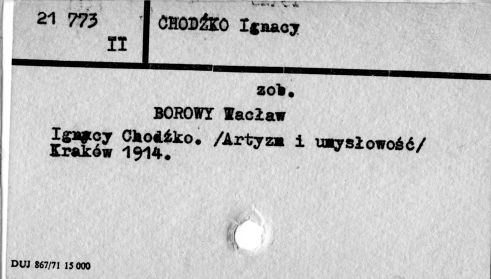 21 773
II
CHODŹKO Ignacy
zob.
BOROWY Wacław
Ignacy Chodźko. /Artyzm i umysłowość/
Kraków 1914.
DUJ 867/71 15 000